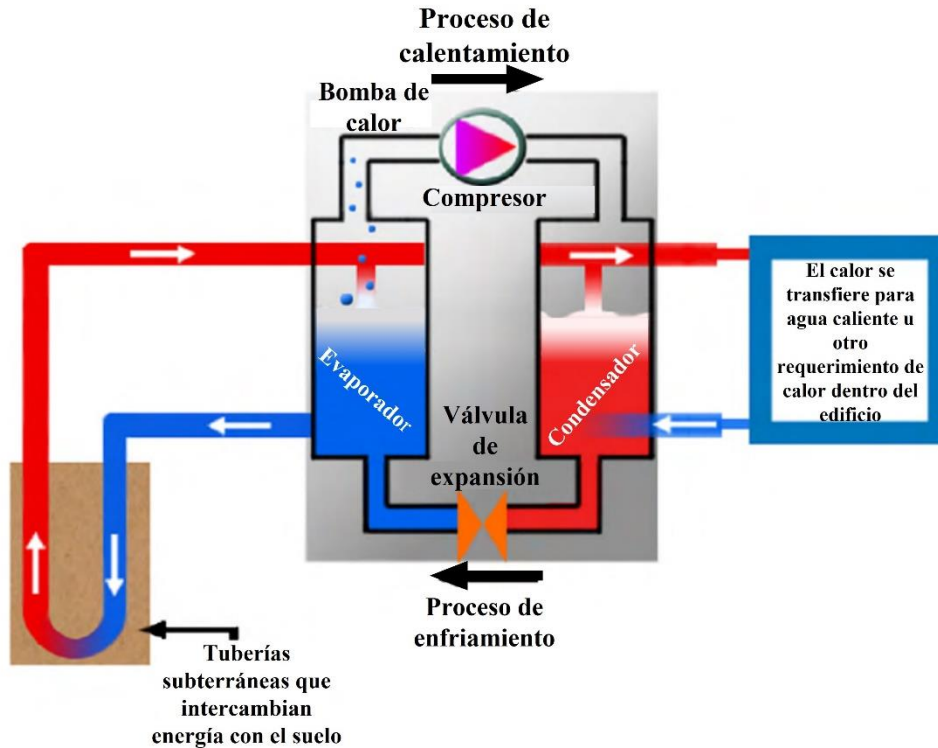 Proceso de
calentamiento
Bomba de
calor
Compresor
El calor se
transfiere para
agua caliente u
otro
requerimiento de
calor dentro del
edificio
Evaporador
Condensador
Válvula
de
expansión
Proceso de
enfriamiento
Tuberías
subterráneas que
intercambian
energía con el suelo